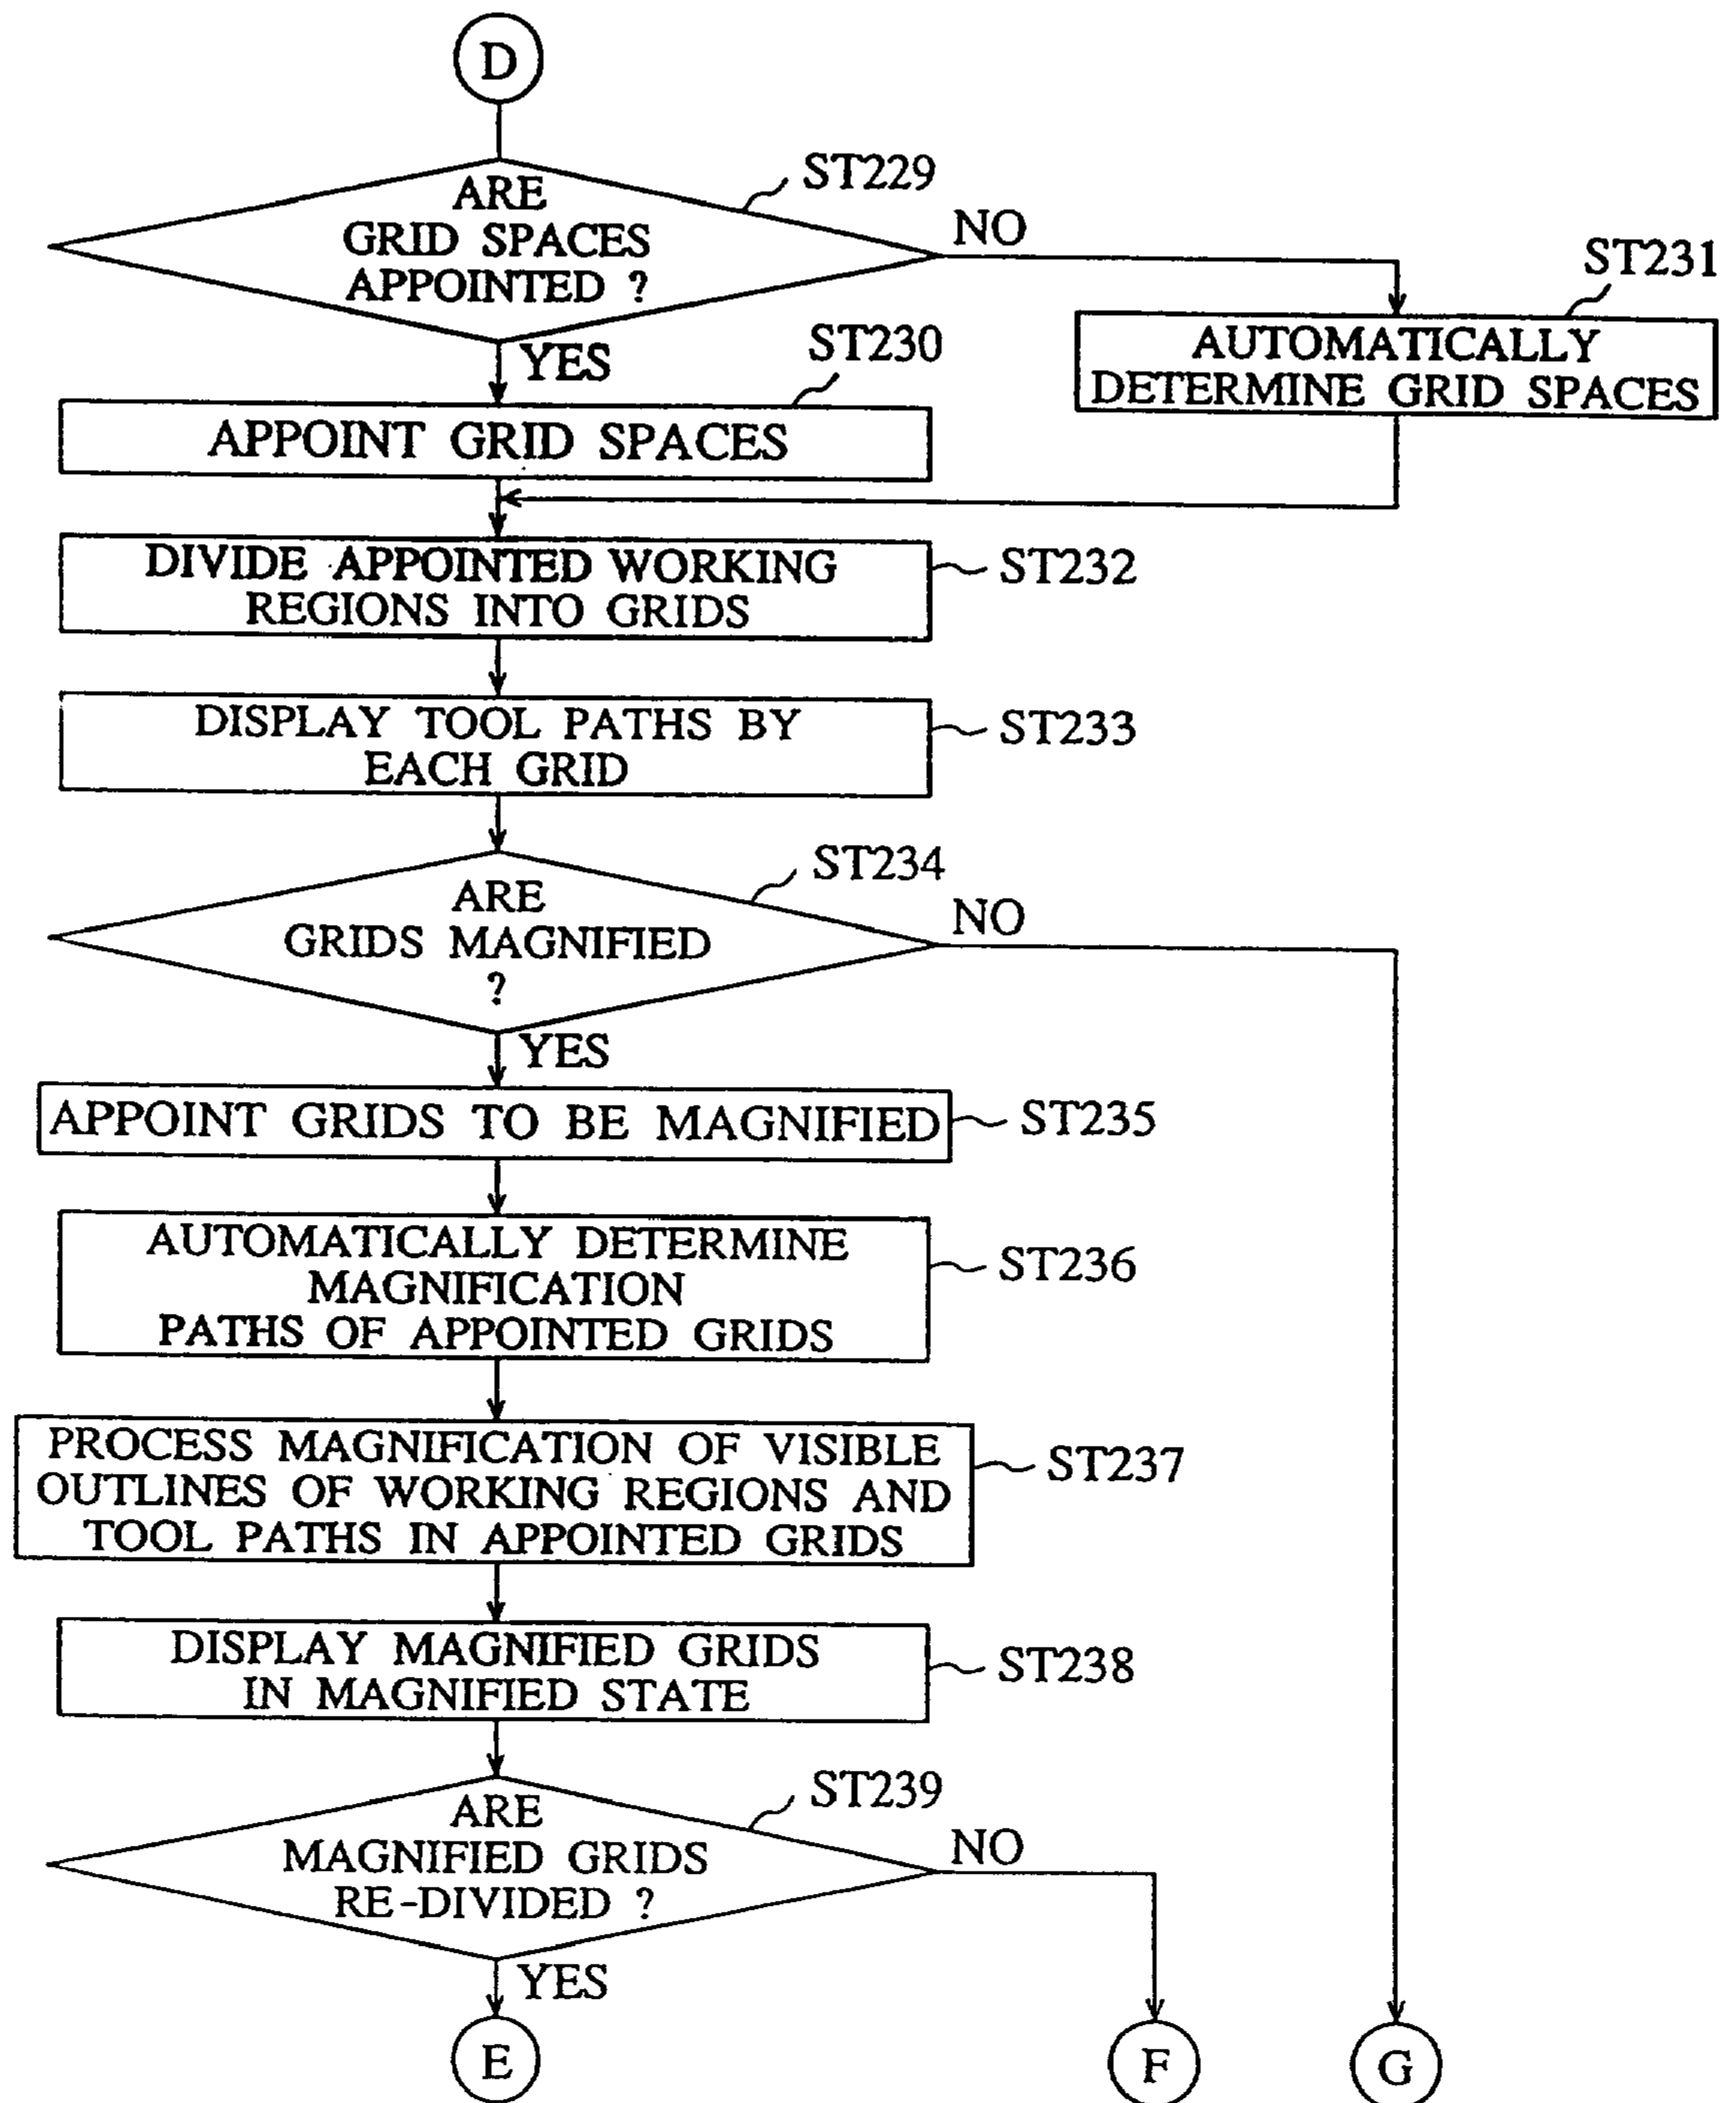 D
ST229
ARE
GRID SPACES
APPOINTED ?
NO
YES
ST231
AUTOMATICALLY
DETERMINE GRID SPACES
ST230
APPOINT GRID SPACES
DIVIDE APPOINTED WORKING
REGIONS INTO GRIDS
ST232
DISPLAY TOOL PATHS BY
EACH GRID
ST233
ST234
ARE
GRIDS MAGNIFIED
?
NO
YES
APPOINT GRIDS TO BE MAGNIFIED
ST235
AUTOMATICALLY DETERMINE
MAGNIFICATION
PATHS OF APPOINTED GRIDS
ST236
PROCESS MAGNIFICATION OF VISIBLE
OUTLINES OF WORKING REGIONS AND
TOOL PATHS IN APPOINTED GRIDS
ST237
DISPLAY MAGNIFIED GRIDS
IN MAGNIFIED STATE
ST238
ST239
ARE
MAGNIFIED GRIDS
RE-DIVIDED ?
NO
YES
E
F
G